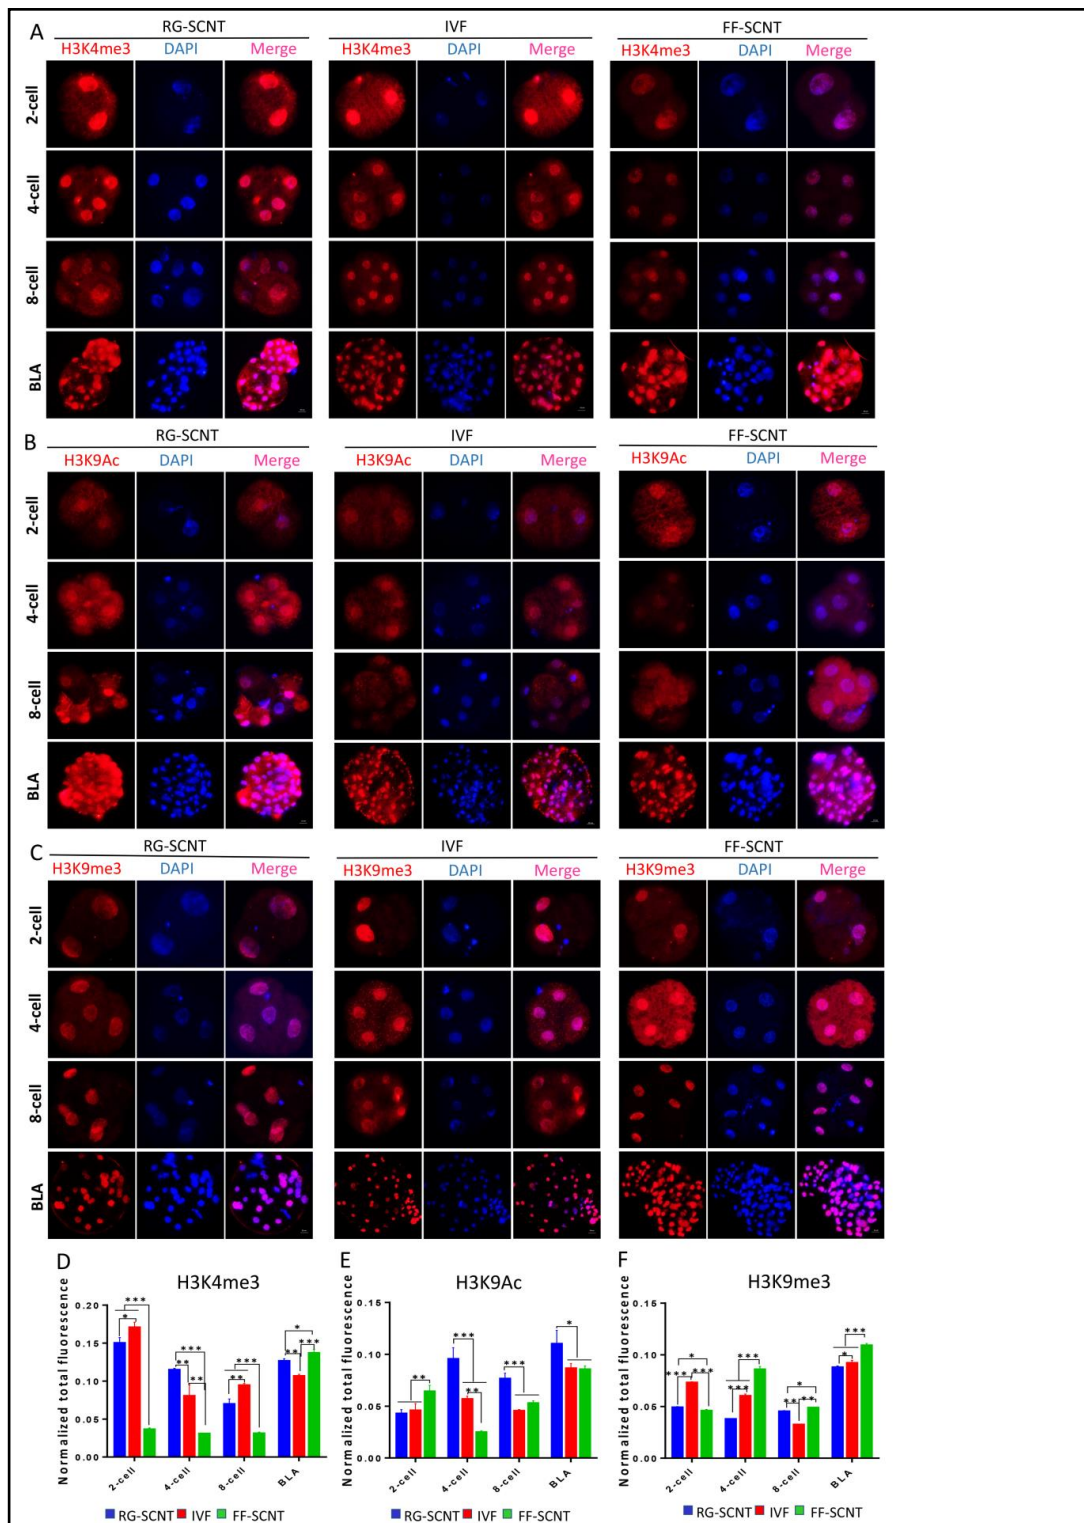 A
RG-SCNT IVF FF-SCNT
H3K4me3 DAPI Merge H3K4me3 DAPI Merge H3K4me3 DAPI Merge
2-cell
4-cell
8-cell
BLA
B
RG-SCNT IVF FF-SCNT
H3K9Ac DAPI Merge H3K9Ac DAPI Merge H3K9Ac DAPI Merge
2-cell
4-cell
8-cell
BLA
C
RG-SCNT IVF FF-SCNT
H3K9me3 DAPI Merge H3K9me3 DAPI Merge H3K9me3 DAPI Merge
2-cell
4-cell
8-cell
BLA
D
H3K4me3
Normalized total fluorescence
0.20
0.15
0.10
0.05
0.00
*** * ** *** ** ** *** * ** ***
2-cell 4-cell 8-cell BLA
RG-SCNT IVF FF-SCNT
E
H3K9Ac
Normalized total fluorescence
0.15
0.10
0.05
0.00
** *** ** *** *
2-cell 4-cell 8-cell BLA
RG-SCNT IVF FF-SCNT
F
H3K9me3
Normalized total fluorescence
0.15
0.10
0.05
0.00
*** * *** *** *** ** * ** * ***
2-cell 4-cell 8-cell BLA
RG-SCNT IVF FF-SCNT